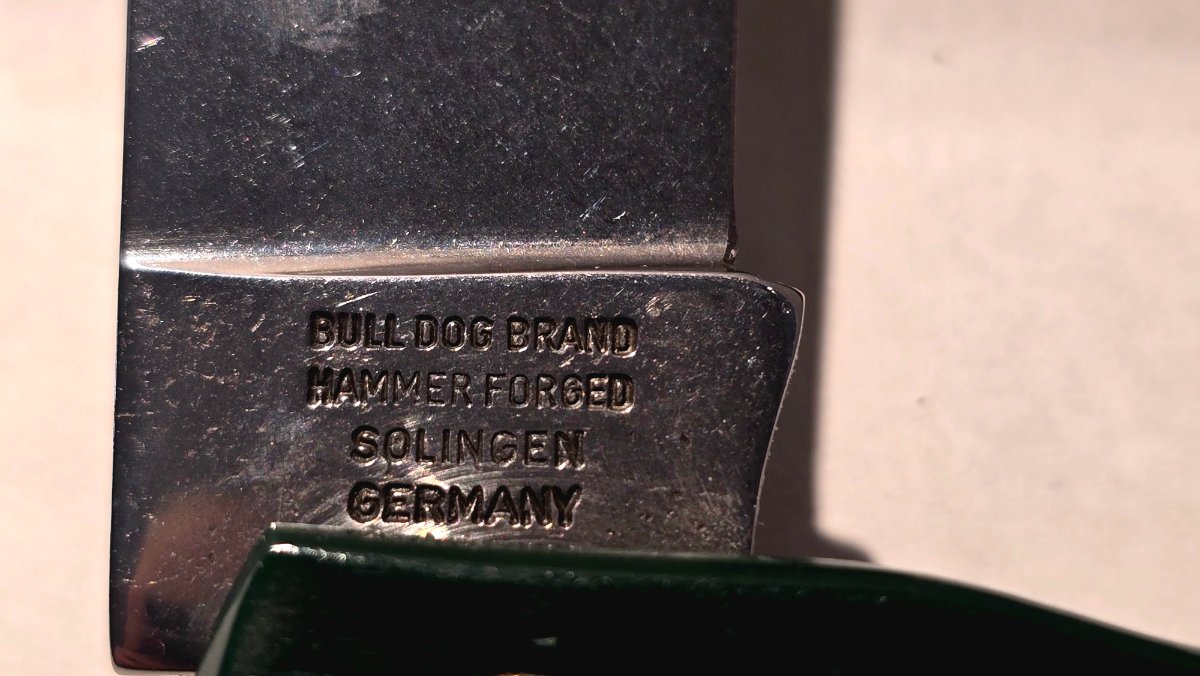 BULL DOG BRAND
HAMMER FORGED
SOLINGEN
GERMANY